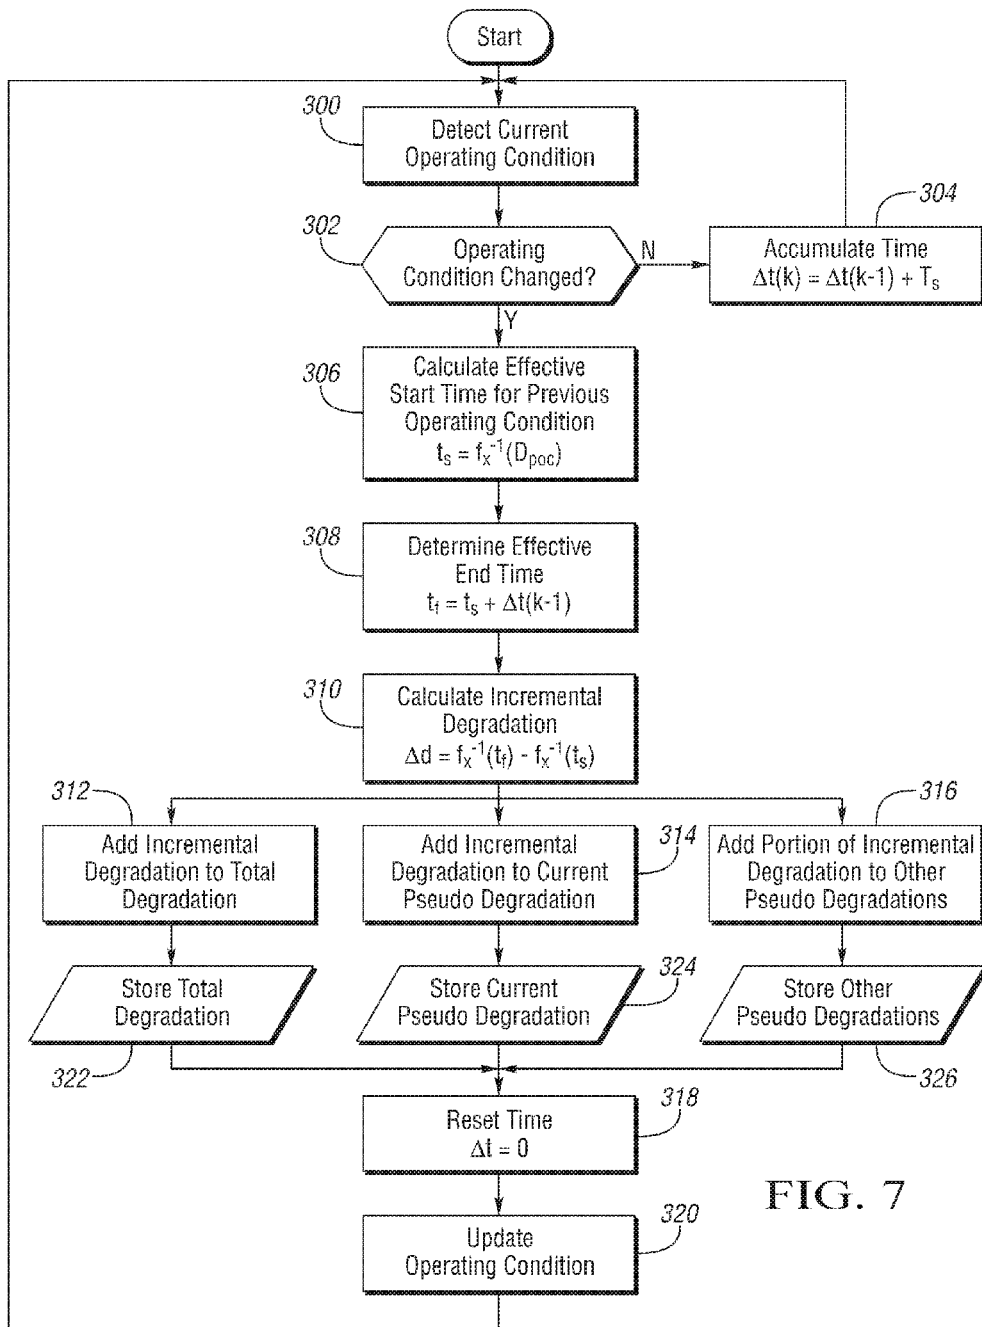 Start
300
Detect Current
Operating Condition
302
Operating
Condition Changed?
N
Y
304
Accumulate Time
Δt(k) = Δt(k-1) + Tₛ
306
Calculate Effective
Start Time for Previous
Operating Condition
tₛ = fₓ⁻¹(Dₚₒc)
308
Determine Effective
End Time
t_f = tₛ + Δt(k-1)
310
Calculate Incremental
Degradation
Δd = fₓ⁻¹(t_f) - fₓ⁻¹(tₛ)
312
Add Incremental
Degradation to Total
Degradation
Add Incremental
Degradation to Current
Pseudo Degradation
314
316
Add Portion of Incremental
Degradation to Other
Pseudo Degradations
Store Total
Degradation
322
Store Current
Pseudo Degradation
324
Store Other
Pseudo Degradations
326
Reset Time
Δt = 0
318
Update
Operating Condition
320
FIG. 7